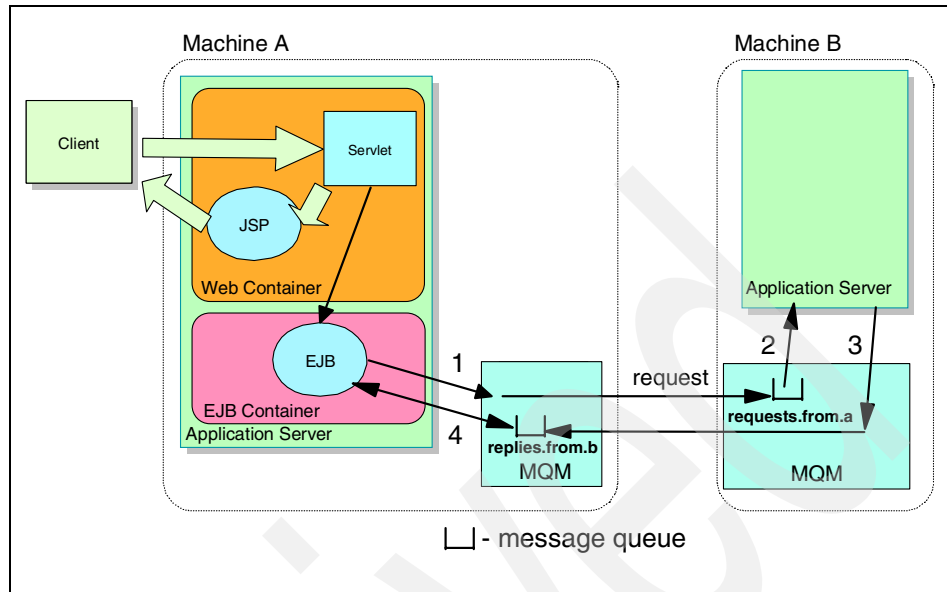 Machine A
Machine B
Client
Servlet
JSP
Web Container
EJB
EJB Container
Application Server
1
4
replies.from.b
MQM
request
Application Server
2
3
requests.from.a
MQM
- message queue